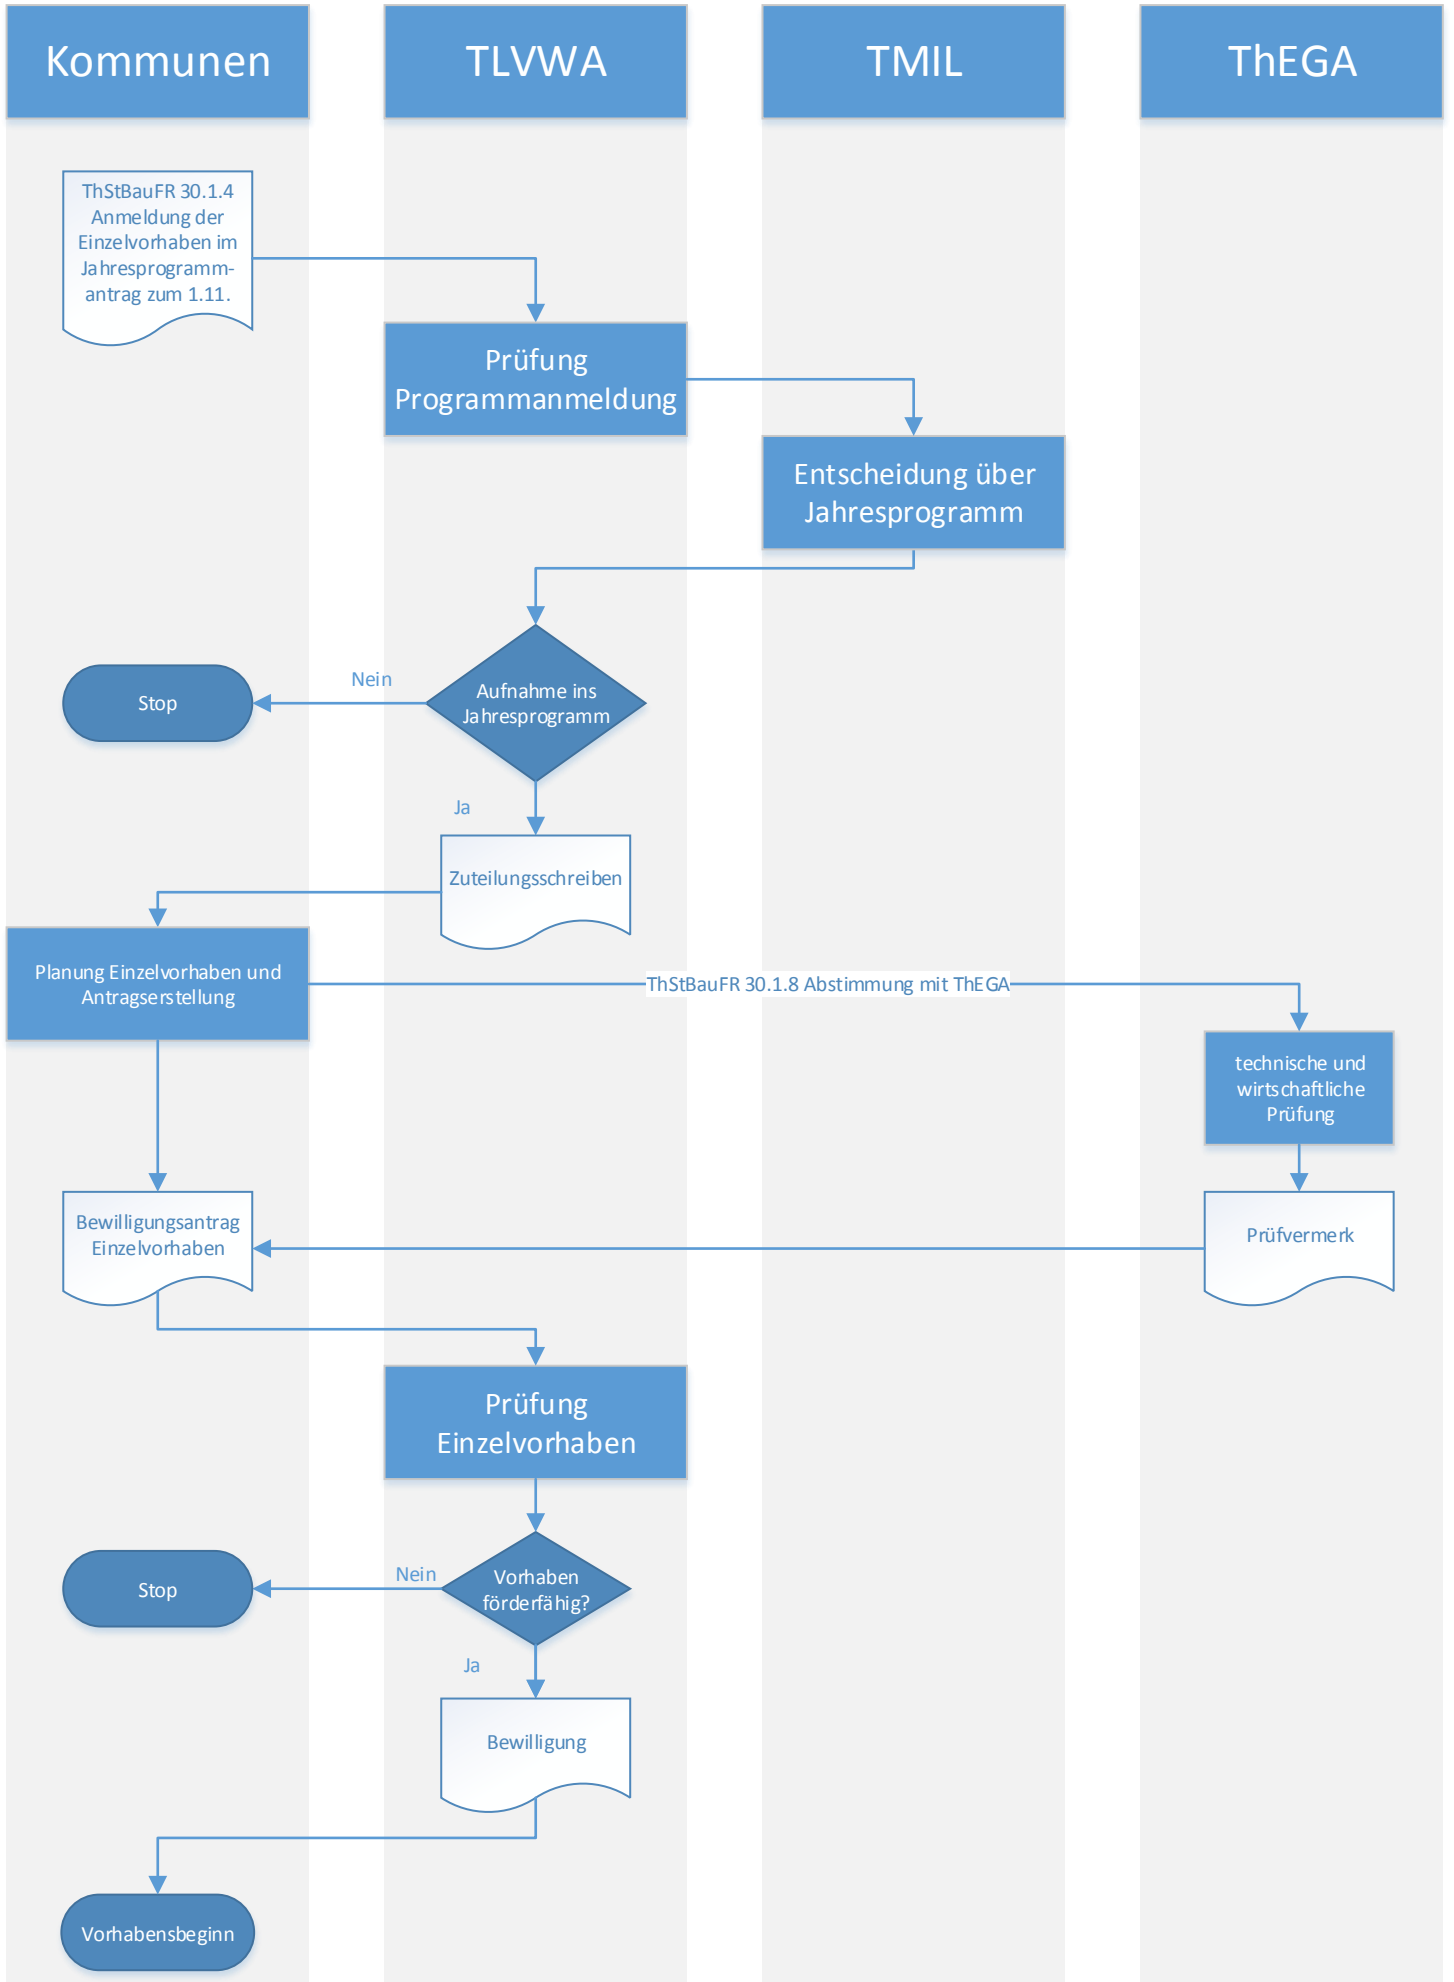 Kommunen
TLVWA
TMIL
ThEGA
ThStBauFR 30.1.4
Anmeldung der
Einzelvorhaben im
Jahresprogramm-
antrag zum 1.11.
Prüfung
Programmanmeldung
Entscheidung über
Jahresprogramm
Aufnahme ins
Jahresprogramm
Nein
Stop
Ja
Zuteilungsschreiben
Planung Einzelvorhaben und
Antragserstellung
ThStBauFR 30.1.8 Abstimmung mit ThEGA
technische und
wirtschaftliche
Prüfung
Prüfvermerk
Bewilligungsantrag
Einzelvorhaben
Prüfung
Einzelvorhaben
Vorhaben
förderfähig?
Nein
Stop
Ja
Bewilligung
Vorhabensbeginn